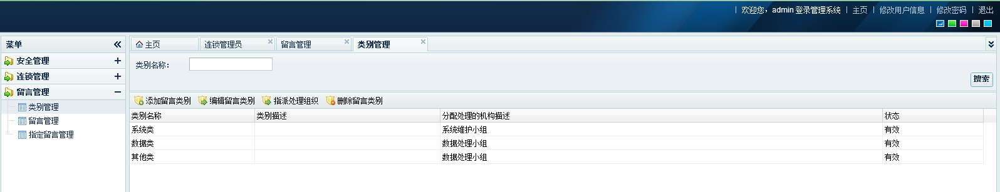 欢迎您，admin 登录管理系统 | 主页 | 修改用户信息 | 修改密码 | 退出
菜单
主页 连锁管理员 留言管理 类别管理
安全管理
连锁管理
留言管理
类别管理
留言管理
指定留言管理
类别名称：
搜索
添加留言类别 编辑留言类别 指派处理组织 删除留言类别
类别名称 类别描述 分配处理的机构描述 状态
系统类 系统维护小组 有效
数据类 数据处理小组 有效
其他类 数据处理小组 有效